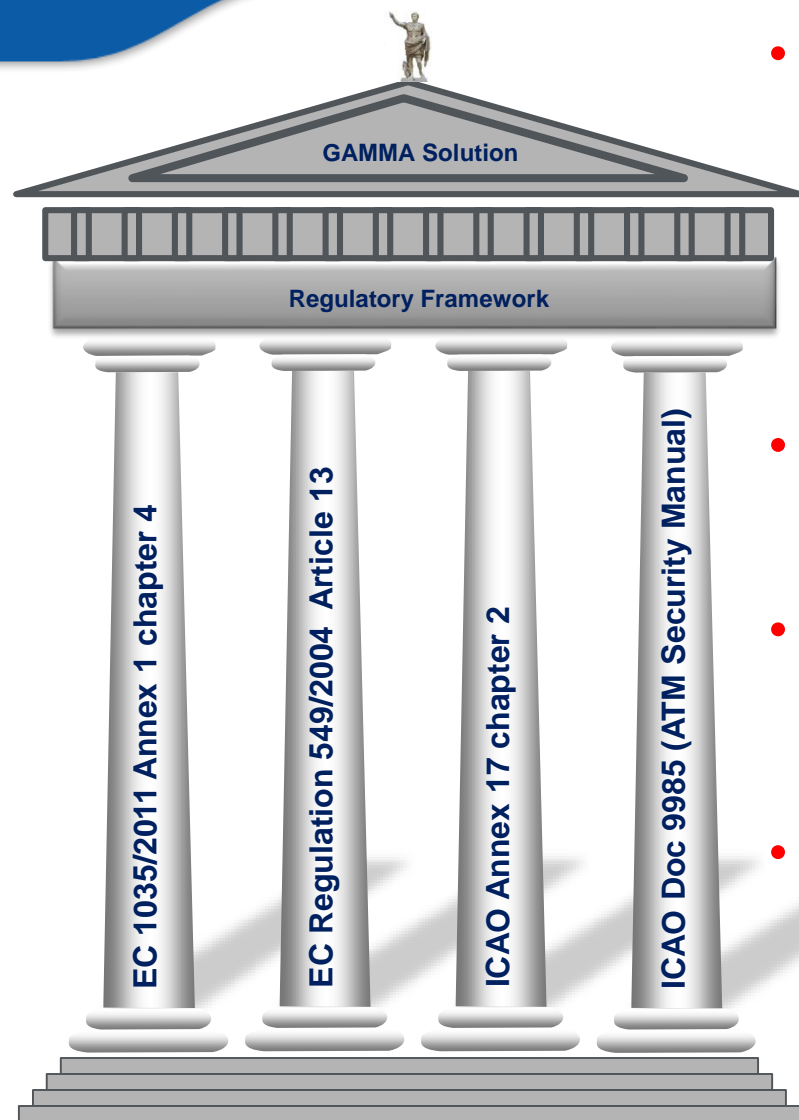 GAMMA Solution
Regulatory Framework
EC 1035/2011 Annex 1 chapter 4
EC Regulation 549/2004 Article 13
ICAO Annex 17 chapter 2
ICAO Doc 9985 (ATM Security Manual)